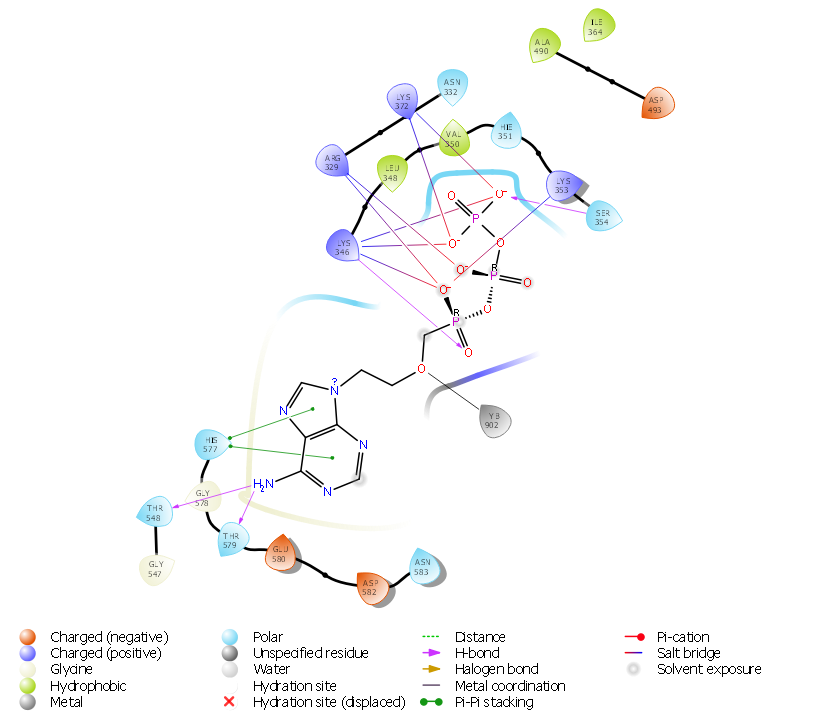 ILE
364
ALA
490
ASP
493
ASN
332
LYS
372
HIE
351
VAL
350
ARG
329
LEU
348
LYS
353
SER
354
LYS
346
O
O-
P
O-
O
O-
R
P
O
O-
R
P
O
O
O
YB
902
?
N
N
N
N
H2N
HIS
577
GLY
578
THR
548
THR
579
GLU
580
GLY
547
ASP
582
ASN
583
Charged (negative)
Charged (positive)
Glycine
Hydrophobic
Metal
Polar
Unspecified residue
Water
Hydration site
Hydration site (displaced)
Distance
H-bond
Halogen bond
Metal coordination
Pi-Pi stacking
Pi-cation
Salt bridge
Solvent exposure